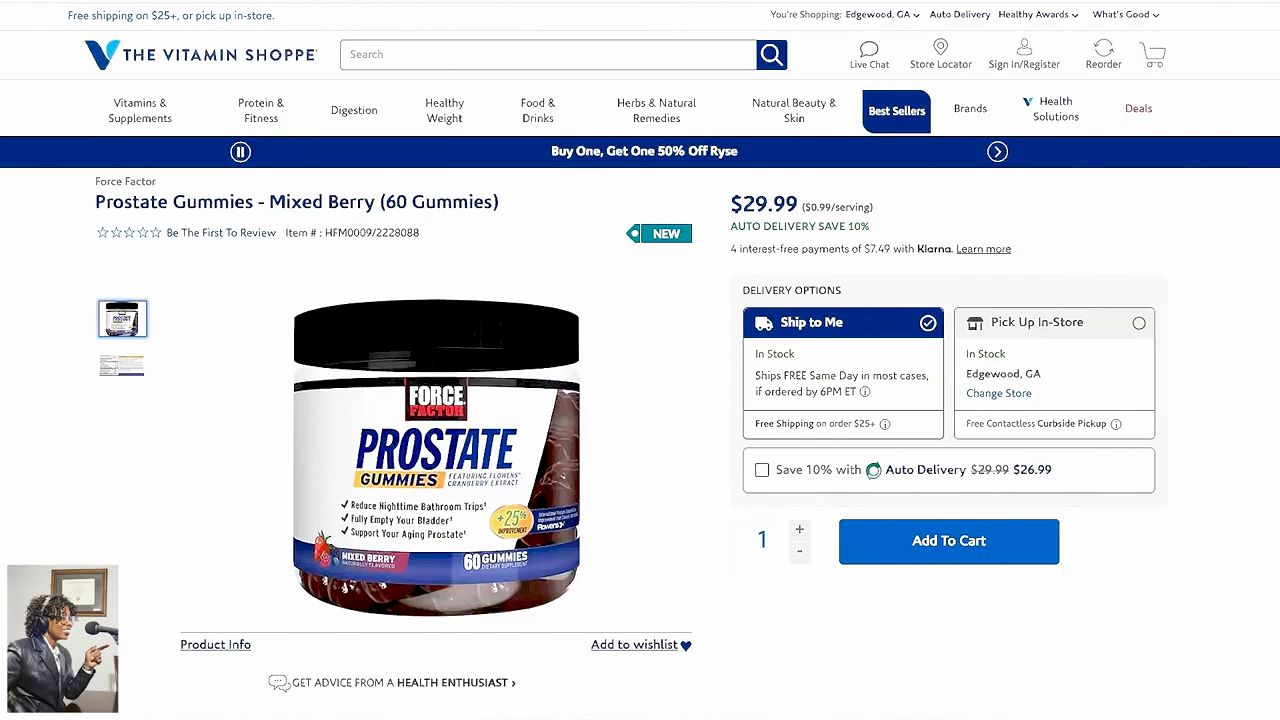 Free shipping on $25+, or pick up in-store.
You're Shopping: Edgewood, GA
Auto Delivery
Healthy Awards
What's Good
THE VITAMIN SHOPPE
Search
Live Chat
Store Locator
Sign In/Register
Reorder
Vitamins &
Supplements
Protein &
Fitness
Digestion
Healthy
Weight
Food &
Drinks
Herbs & Natural
Remedies
Natural Beauty &
Skin
Best Sellers
Brands
Health
Solutions
Deals
Buy One, Get One 50% Off Ryse
Force Factor
Prostate Gummies - Mixed Berry (60 Gummies)
Be The First To Review
Item # : HFM0009/2228088
NEW
FORCE
FACTOR
PROSTATE
GUMMIES
FEATURING FLOWENS™
CRANBERRY EXTRACT
✓ Reduce Nighttime Bathroom Trips†
✓ Fully Empty Your Bladder†
✓ Support Your Aging Prostate†
+25%
IMPROVEMENT
Flowens
MIXED BERRY
NATURALLY FLAVORED
60 GUMMIES
DIETARY SUPPLEMENT
Product Info
Add to wishlist
GET ADVICE FROM A HEALTH ENTHUSIAST >
$29.99 ($0.99/serving)
AUTO DELIVERY SAVE 10%
4 interest-free payments of $7.49 with Klarna. Learn more
DELIVERY OPTIONS
Ship to Me
In Stock
Ships FREE Same Day in most cases,
if ordered by 6PM ET
Free Shipping on order $25+
Pick Up In-Store
In Stock
Edgewood, GA
Change Store
Free Contactless Curbside Pickup
Save 10% with Auto Delivery $29.99 $26.99
1
+
-
Add To Cart